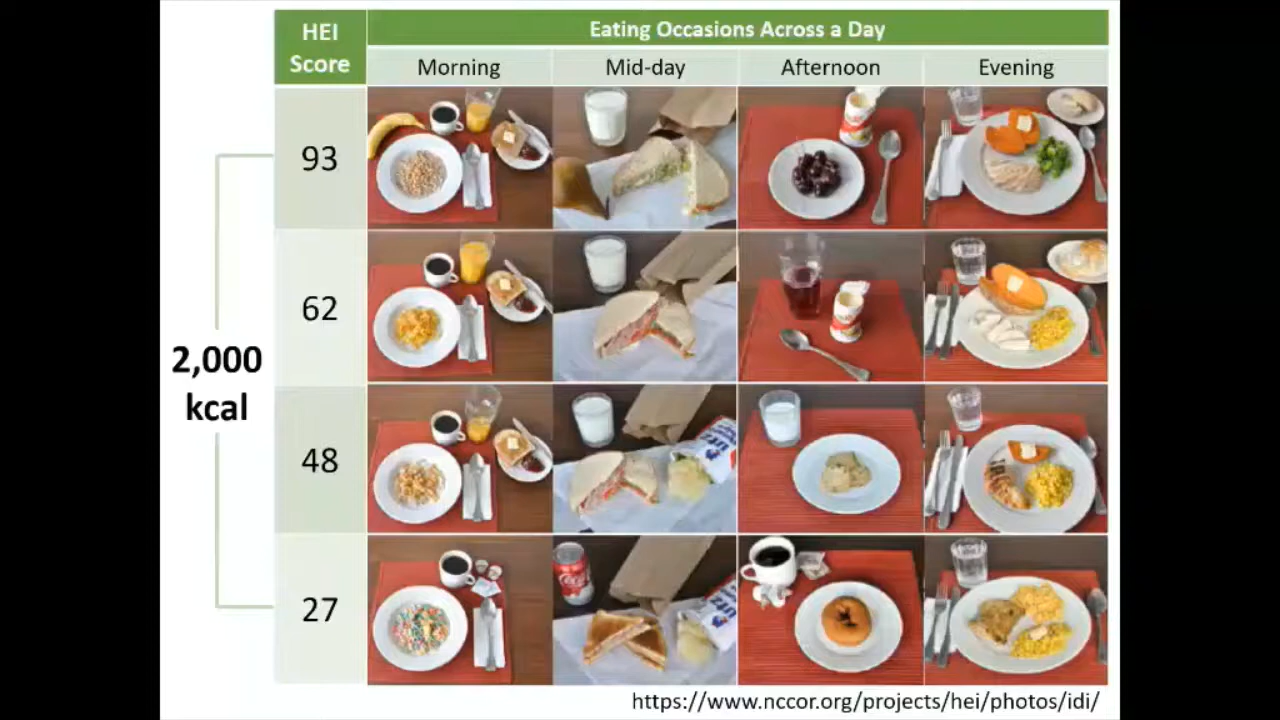 HEI
Score
Eating Occasions Across a Day
Morning
Mid-day
Afternoon
Evening
93
62
2,000
kcal
48
27
https://www.nccor.org/projects/hei/photos/idi/